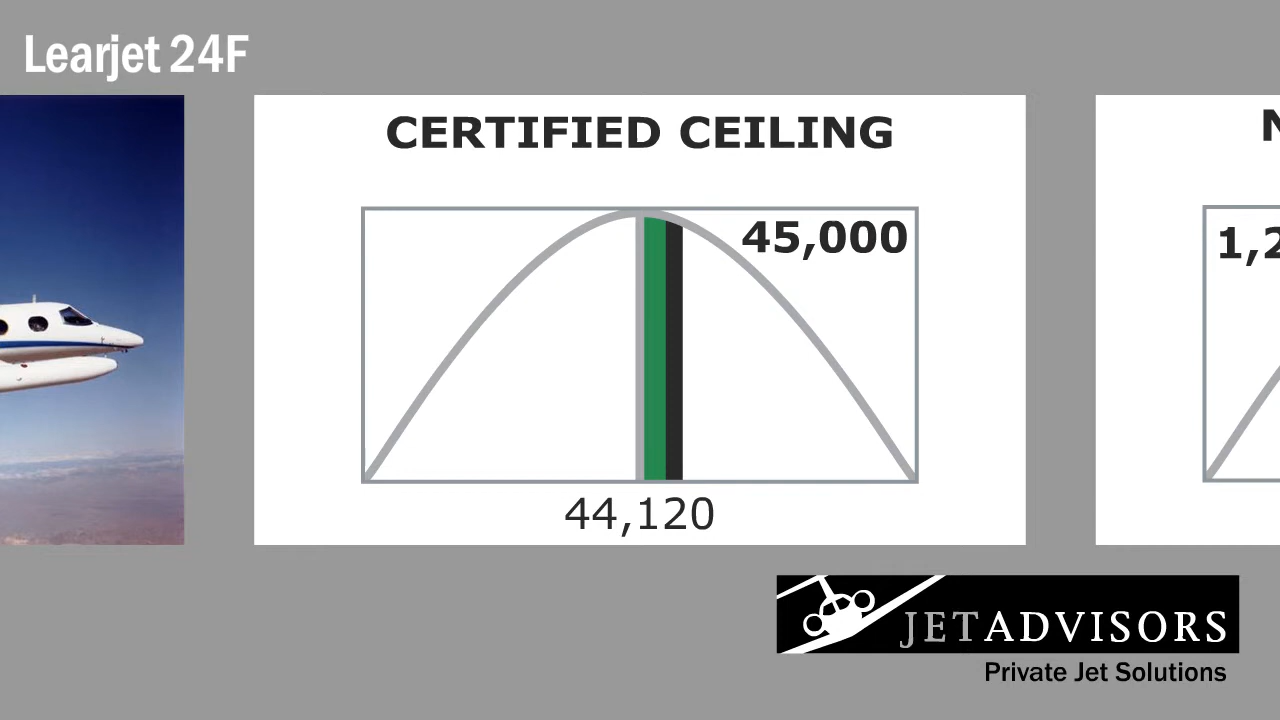 Learjet 24F
CERTIFIED CEILING
45,000
44,120
JETADVISORS
Private Jet Solutions